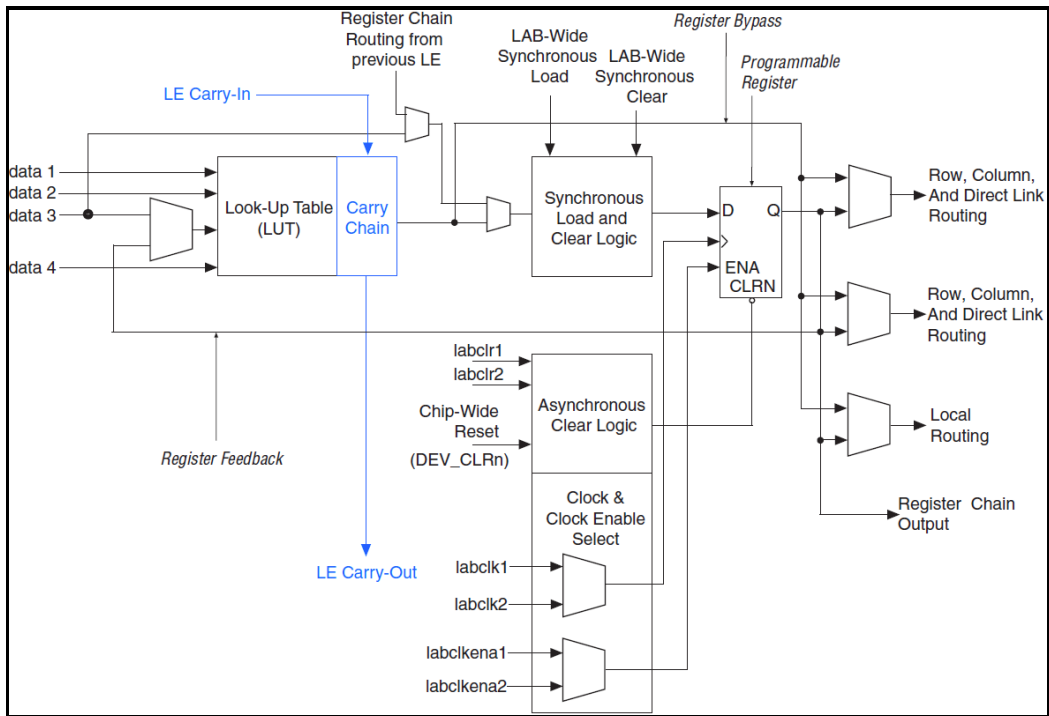 Register Chain
Routing from
previous LE
Register Bypass
LAB-Wide
Synchronous
Load
LAB-Wide
Synchronous
Clear
Programmable
Register
LE Carry-In
data 1
data 2
data 3
data 4
Look-Up Table
(LUT)
Carry
Chain
Synchronous
Load and
Clear Logic
D
Q
ENA
CLRN
Row, Column,
And Direct Link
Routing
Row, Column,
And Direct Link
Routing
Local
Routing
Register Chain
Output
Register Feedback
labclr1
labclr2
Chip-Wide
Reset
(DEV_CLRn)
Asynchronous
Clear Logic
Clock &
Clock Enable
Select
LE Carry-Out
labclk1
labclk2
labclkena1
labclkena2